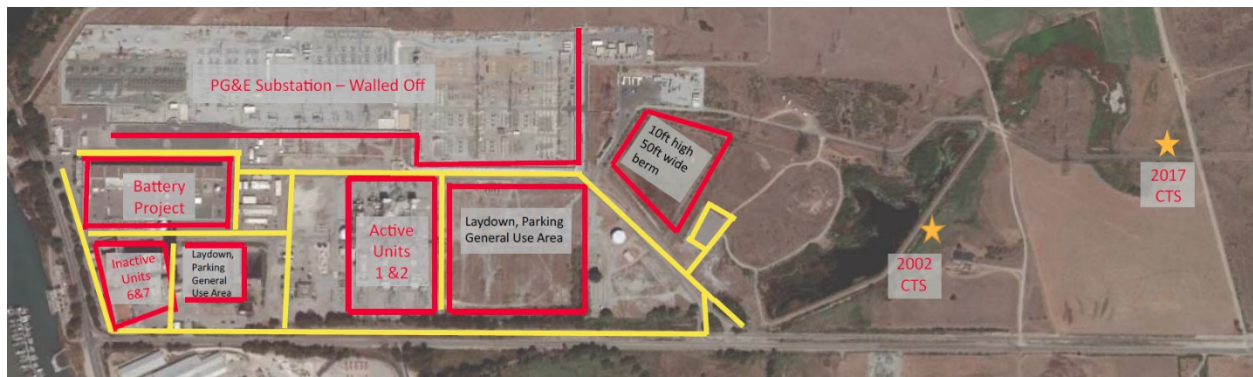 PG&E Substation – Walled Off
10ft high
50ft wide
berm
2017
CTS
Battery
Project
Active
Units
1 &2
Laydown, Parking
General Use Area
Inactive
Units
6&7
Laydown,
Parking
General
Use Area
2002
CTS